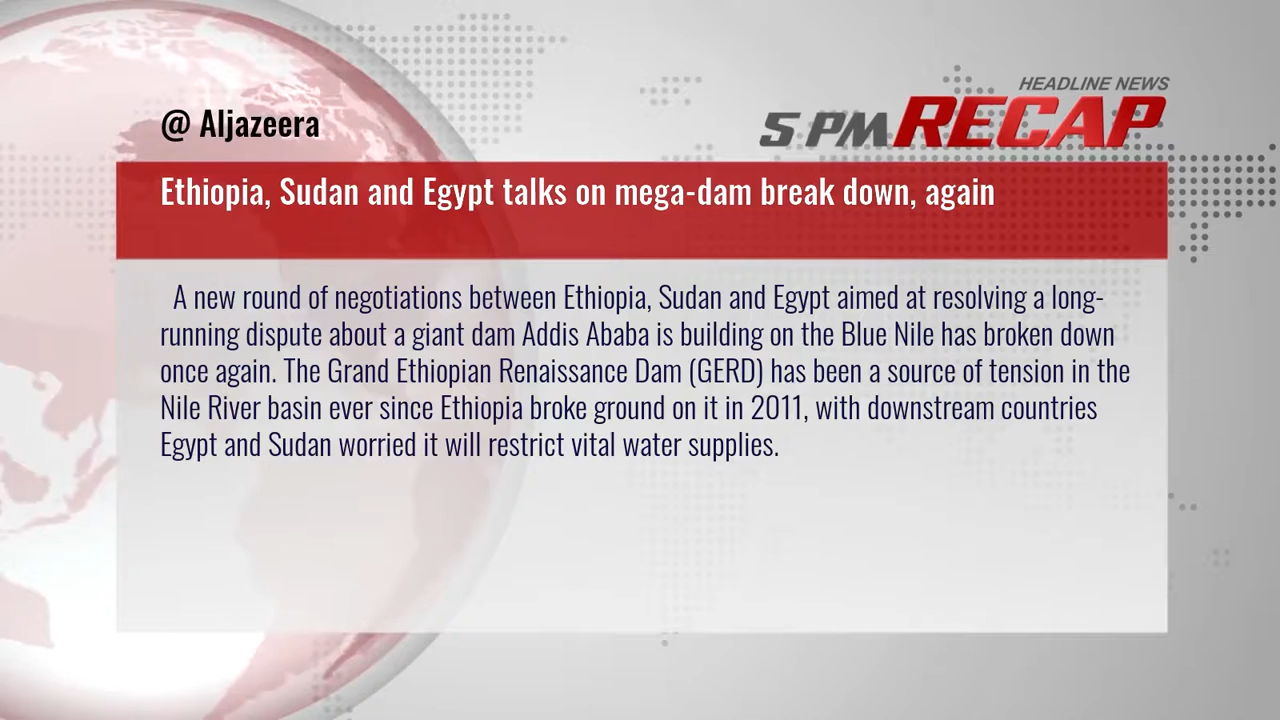 HEADLINE NEWS
@ Aljazeera
5 PM RECAP
Ethiopia, Sudan and Egypt talks on mega-dam break down, again
A new round of negotiations between Ethiopia, Sudan and Egypt aimed at resolving a long-
running dispute about a giant dam Addis Ababa is building on the Blue Nile has broken down
once again. The Grand Ethiopian Renaissance Dam (GERD) has been a source of tension in the
Nile River basin ever since Ethiopia broke ground on it in 2011, with downstream countries
Egypt and Sudan worried it will restrict vital water supplies.